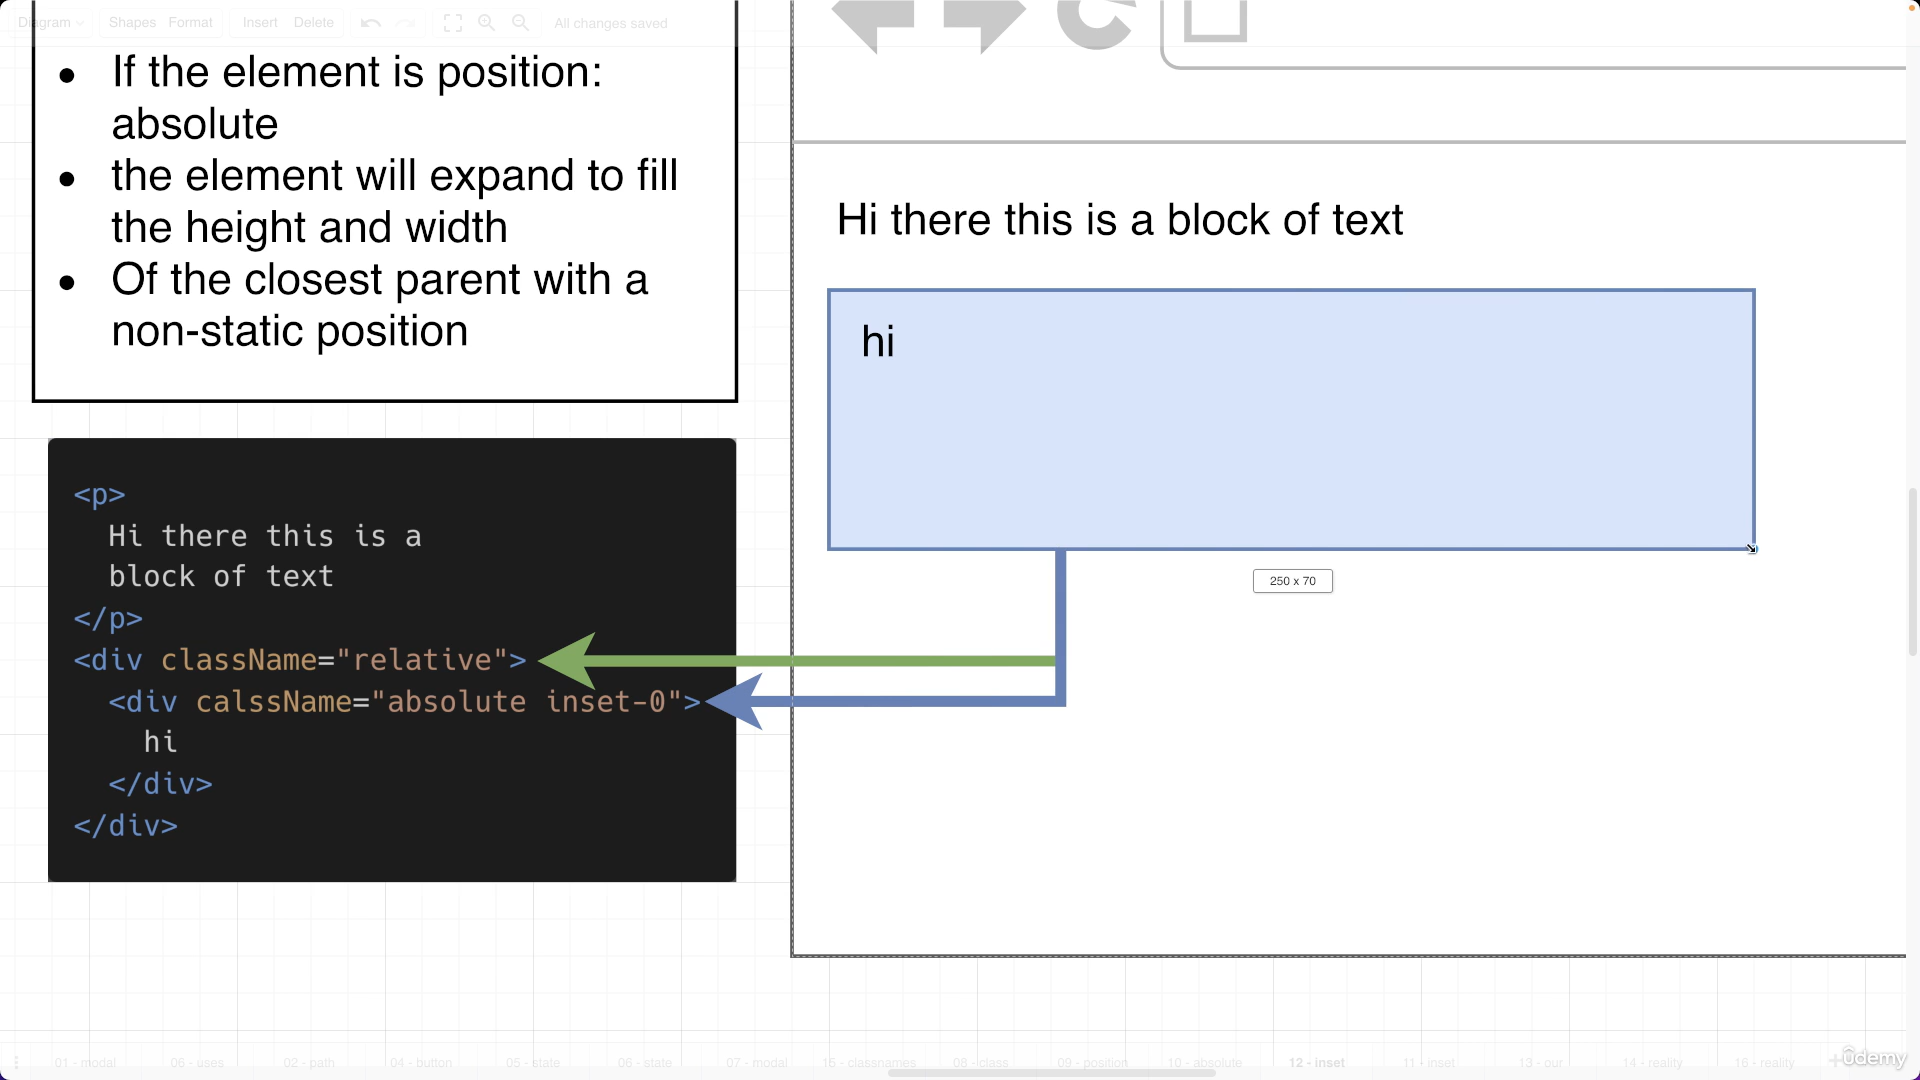 Diagram
Shapes Format
Insert Delete
All changes saved
If the element is position:
absolute
the element will expand to fill
the height and width
Of the closest parent with a
non-static position
Hi there this is a block of text
hi
250 x 70
<p>
Hi there this is a
block of text
</p>
<div className="relative">
<div calssName="absolute inset-0">
hi
</div>
</div>
01 - modal 06 - uses 02 - path 04 - button 05 - state 06 - state 07 - modal 15 - classnames 08 - class 09 - position 10 - absolute 12 - inset 11 - inset 13 - our 14 - reality 16 - reality
ûdemy